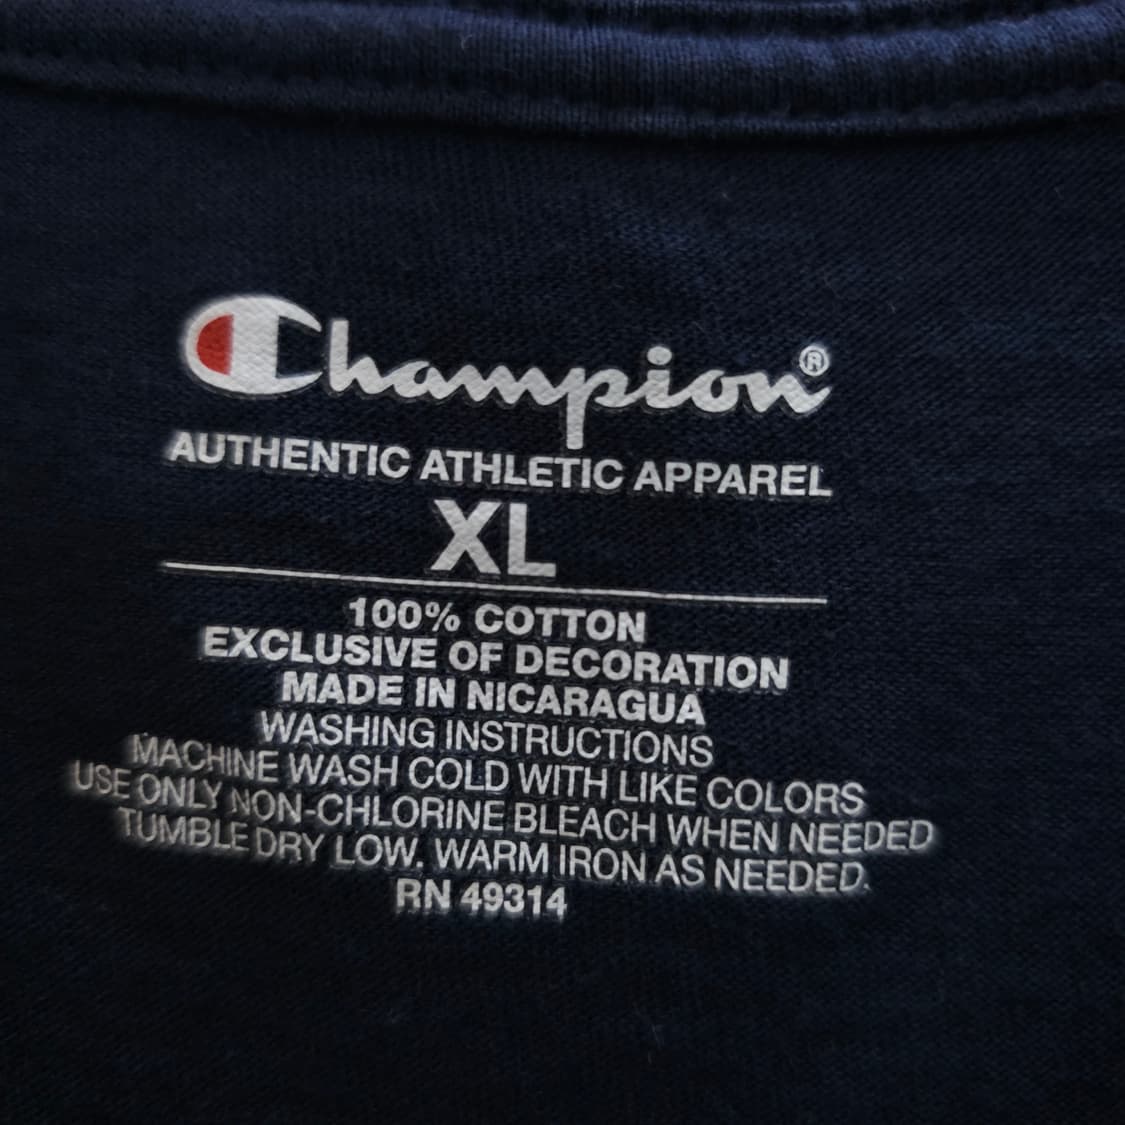 Champion®
AUTHENTIC ATHLETIC APPAREL
XL
100% COTTON
EXCLUSIVE OF DECORATION
MADE IN NICARAGUA
WASHING INSTRUCTIONS
MACHINE WASH COLD WITH LIKE COLORS
USE ONLY NON-CHLORINE BLEACH WHEN NEEDED
TUMBLE DRY LOW. WARM IRON AS NEEDED.
RN 49314